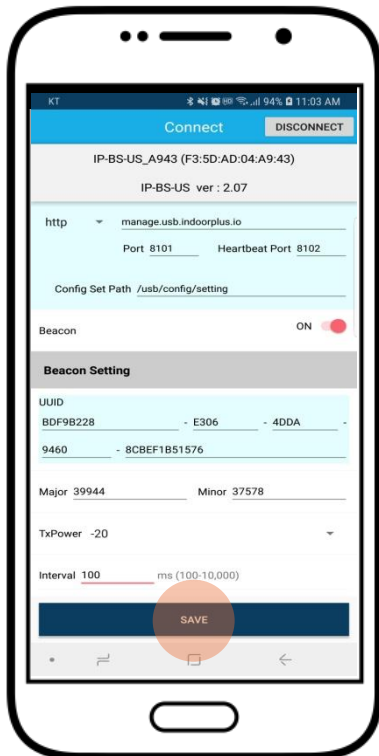 KT 94% 11:03 AM
Connect DISCONNECT
IP-BS-US_A943 (F3:5D:AD:04:A9:43)
IP-BS-US ver : 2.07
http manage.usb.indoorplus.io
Port 8101 Heartbeat Port 8102
Config Set Path /usb/config/setting
Beacon ON
Beacon Setting
UUID
BDF9B228 - E306 - 4DDA -
9460 - 8CBEF1B51576
Major 39944 Minor 37578
TxPower -20
Interval 100 ms (100-10,000)
SAVE